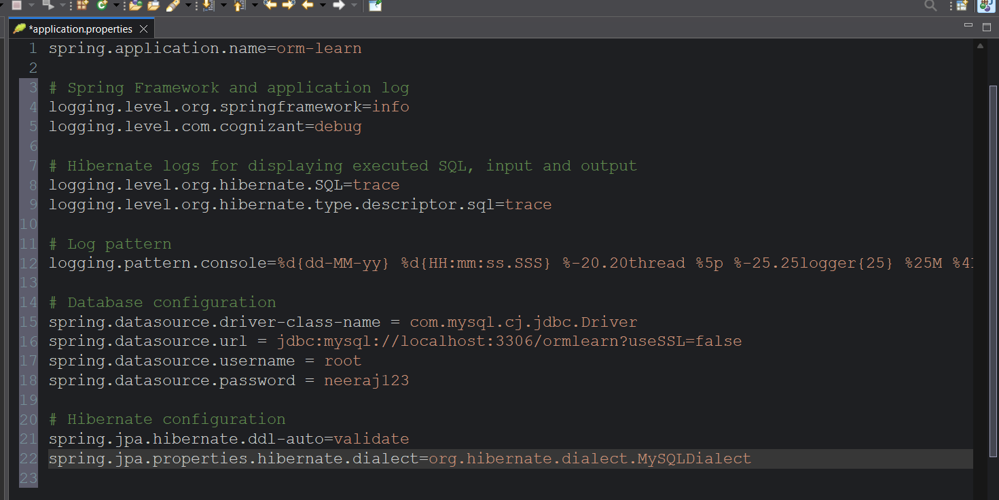 *application.properties
1 spring.application.name=orm-learn
2
3 # Spring Framework and application log
4 logging.level.org.springframework=info
5 logging.level.com.cognizant=debug
6
7 # Hibernate logs for displaying executed SQL, input and output
8 logging.level.org.hibernate.SQL=trace
9 logging.level.org.hibernate.type.descriptor.sql=trace
10
11 # Log pattern
12 logging.pattern.console=%d{dd-MM-yy} %d{HH:mm:ss.SSS} %-20.20thread %5p %-25.25logger{25} %25M
13
14 # Database configuration
15 spring.datasource.driver-class-name = com.mysql.cj.jdbc.Driver
16 spring.datasource.url = jdbc:mysql://localhost:3306/ormlearn?useSSL=false
17 spring.datasource.username = root
18 spring.datasource.password = neeraj123
19
20 # Hibernate configuration
21 spring.jpa.hibernate.ddl-auto=validate
22 spring.jpa.properties.hibernate.dialect=org.hibernate.dialect.MySQLDialect
23